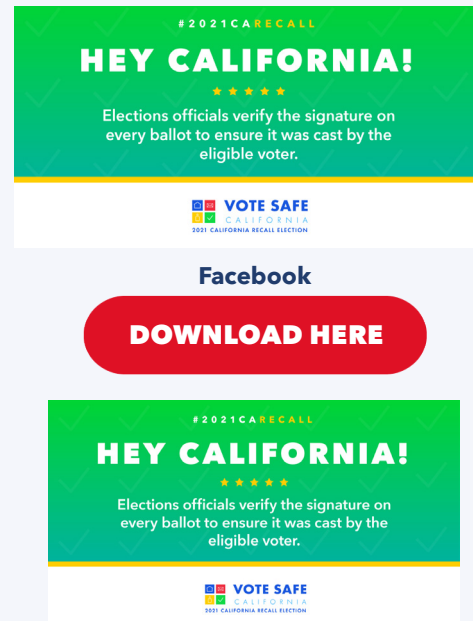 #2021CARECALL
HEY CALIFORNIA!
Elections officials verify the signature on
every ballot to ensure it was cast by the
eligible voter.
VOTE SAFE
CALIFORNIA
2021 CALIFORNIA RECALL ELECTION
Facebook
DOWNLOAD HERE
#2021CARECALL
HEY CALIFORNIA!
Elections officials verify the signature on
every ballot to ensure it was cast by the
eligible voter.
VOTE SAFE
CALIFORNIA
2021 CALIFORNIA RECALL ELECTION